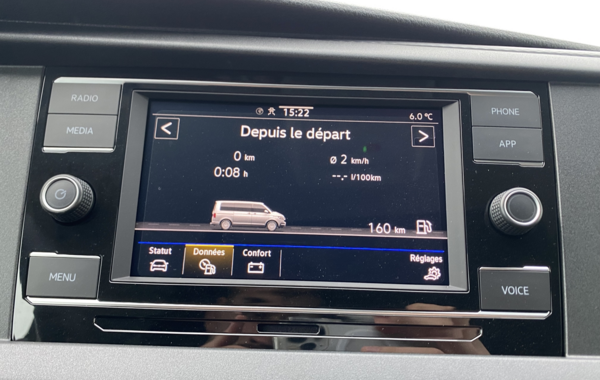 RADIO
MEDIA
MENU
15:22
6.0 °C
<
Depuis le départ
>
0 km
Ø 2 km/h
0:08 h
--,- l/100km
160 km
Statut
Données
Confort
Réglages
PHONE
APP
VOICE